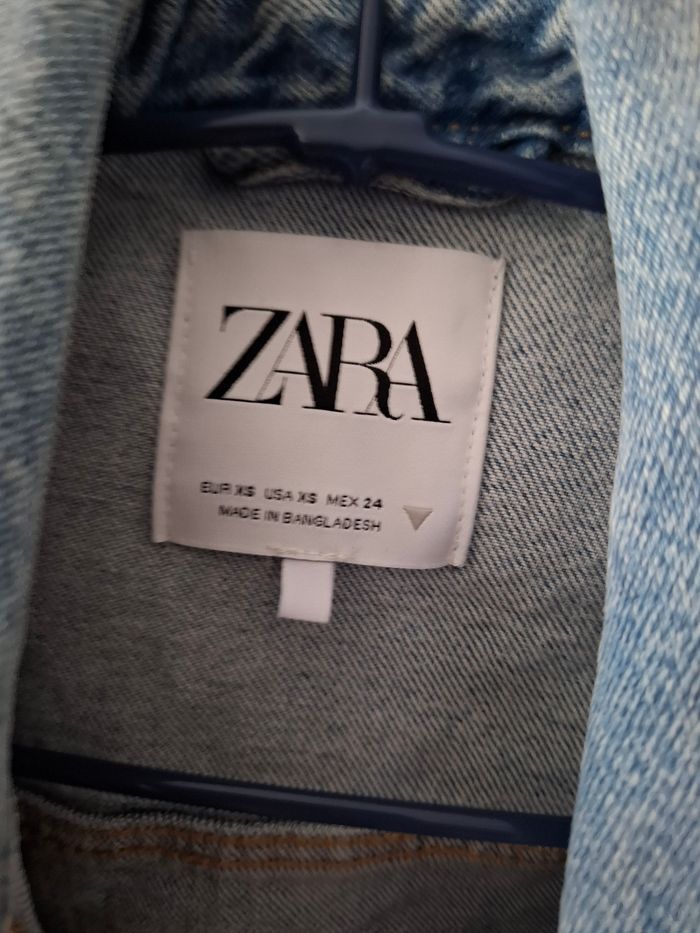 ZARA
EUR XS USA XS MEX 24
MADE IN BANGLADESH